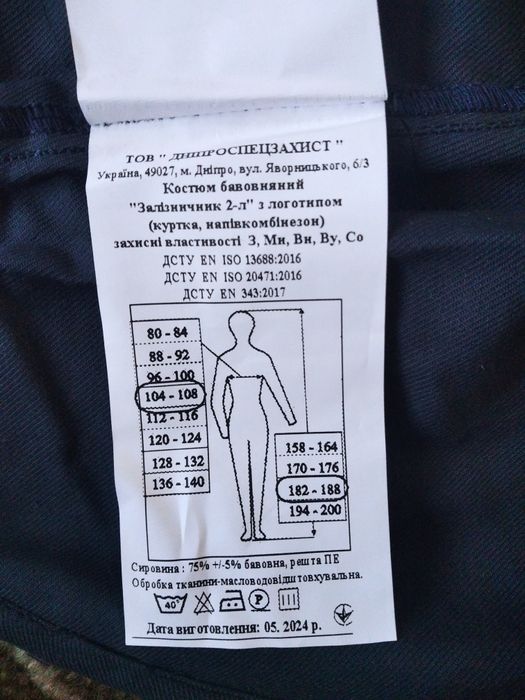 ТОВ " ДНІПРОСПЕЦЗАХИСТ "
Україна, 49027, м. Дніпро, вул. Яворницького, 6/3
Костюм бавовняний
"Залізничник 2-л" з логотипом
(куртка, напівкомбінезон)
захисні властивості З, Ми, Вн, Ву, Со
ДСТУ EN ISO 13688:2016
ДСТУ EN ISO 20471:2016
ДСТУ EN 343:2017
80 - 84
88 - 92
96 - 100
104 - 108
112 - 116
120 - 124
128 - 132
136 - 140
158 - 164
170 - 176
182 - 188
194 - 200
Сировина : 75% +/-5% бавовна, решта ПЕ
Обробка тканини-масловодовідштовхувальна.
40°
P
Дата виготовлення: 05. 2024 р.